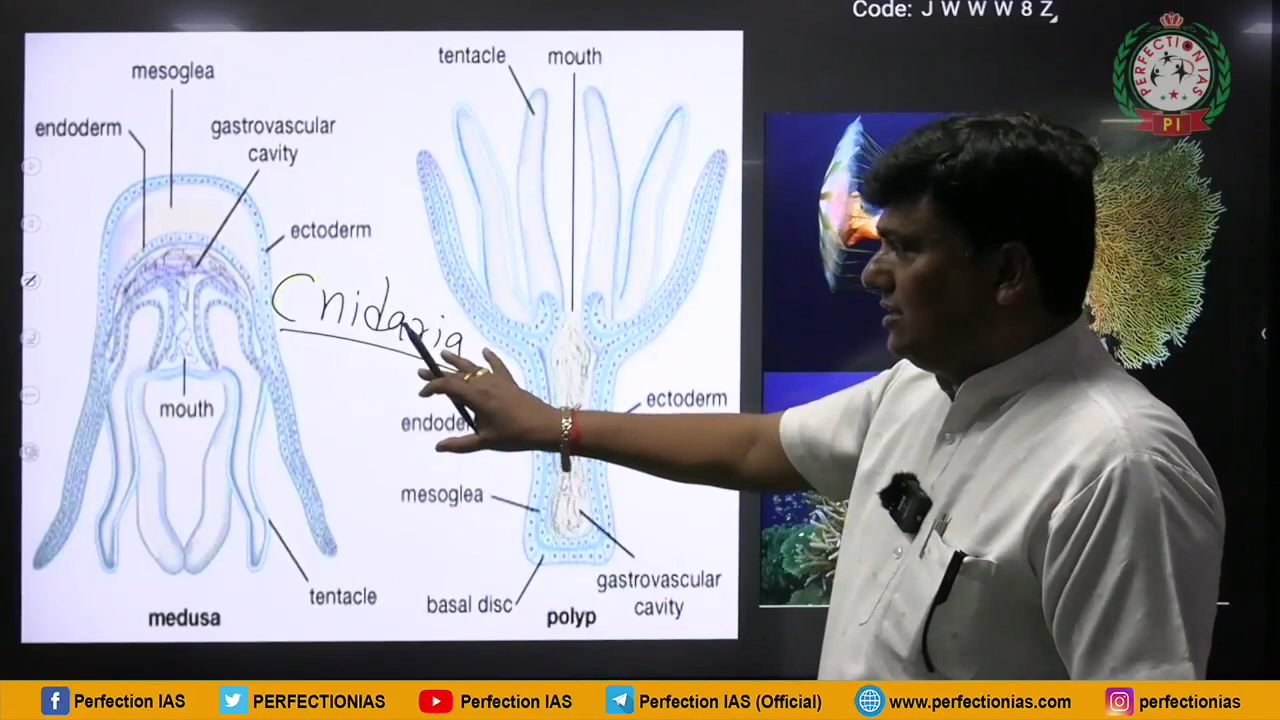 Code: J W W W 8 Z
PERFECTION IAS
PI
mesoglea
endoderm
gastrovascular
cavity
ectoderm
mouth
tentacle
medusa
Cnidaria
tentacle
mouth
ectoderm
endode
mesoglea
gastrovascular
cavity
basal disc
polyp
Perfection IAS
PERFECTIONIAS
Perfection IAS
Perfection IAS (Official)
www.perfectionias.com
perfectionias